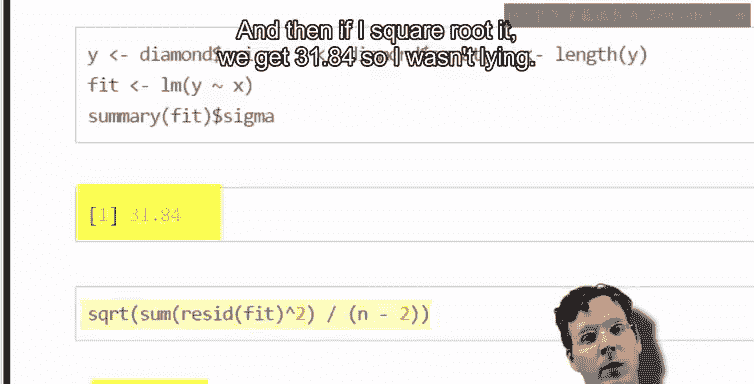 And then if I square root it,
we get 31.84 so I wasn't lying.
y <- diamond$ length(y)
fit <- lm(y ~ x)
summary(fit)$sigma
[1] 31.84
sqrt(sum(resid(fit)^2) / (n - 2))